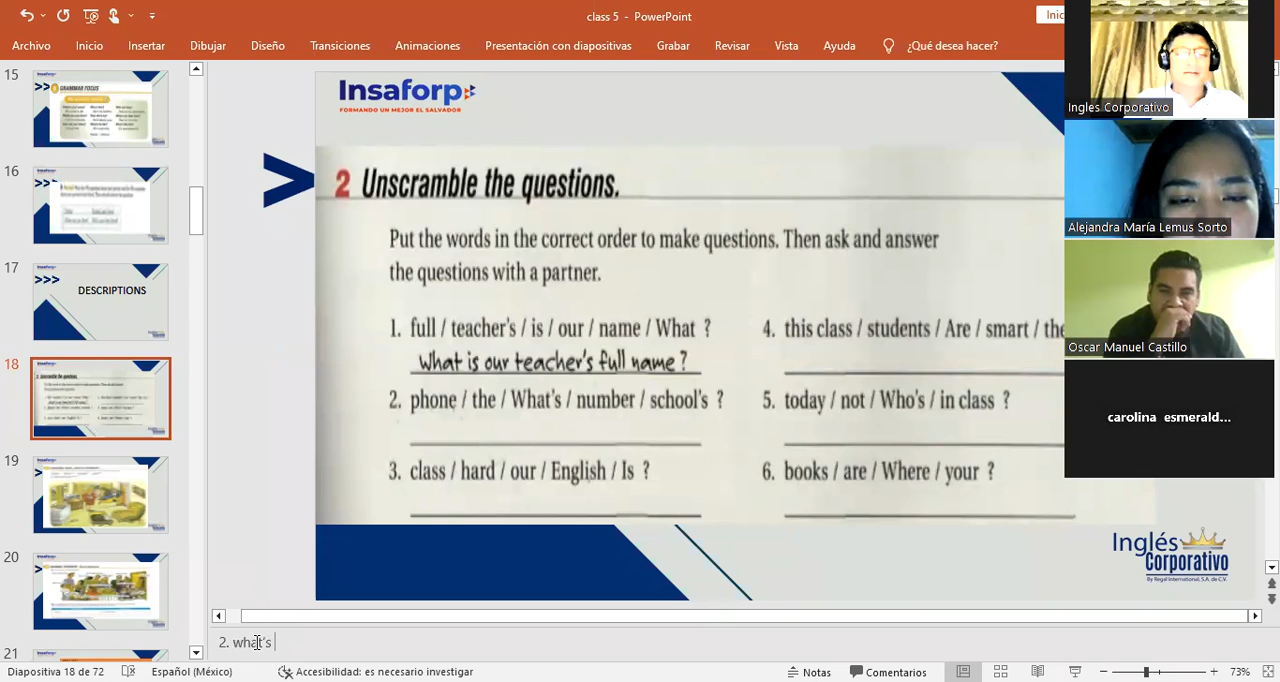 class 5 - PowerPoint
Inic
Archivo Inicio Insertar Dibujar Diseño Transiciones Animaciones Presentación con diapositivas Grabar Revisar Vista Ayuda ¿Qué desea hacer?
15
GRAMMAR FOCUS
16
17
>>> DESCRIPTIONS
18
19
20
21
Insaforp
FORMANDO UN MEJOR EL SALVADOR
2 Unscramble the questions.
Put the words in the correct order to make questions. Then ask and answer
the questions with a partner.
1. full / teacher's / is / our / name / What ?
What is our teacher's full name?
2. phone / the / What's / number / school's ?
3. class / hard / our / English / Is ?
4. this class / students / Are / smart / the
5. today / not / Who's / in class ?
6. books / are / Where / your ?
Inglés
Corporativo
By Regal International, S.A. de C.V.
Ingles Corporativo
Alejandra María Lemus Sorto
Oscar Manuel Castillo
carolina esmerald...
2. what's
Diapositiva 18 de 72 Español (México) Accesibilidad: es necesario investigar Notas Comentarios 73%